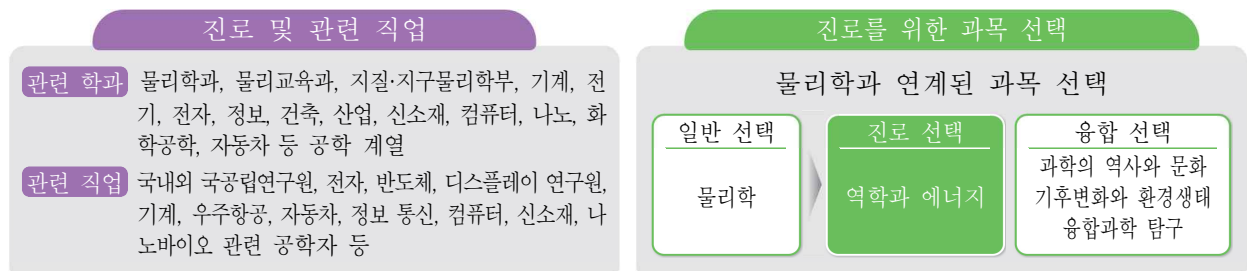 진로 및 관련 직업
관련 학과 물리학과, 물리교육과, 지질·지구물리학부, 기계, 전
기, 전자, 정보, 건축, 산업, 신소재, 컴퓨터, 나노, 화
학공학, 자동차 등 공학 계열
관련 직업 국내외 국공립연구원, 전자, 반도체, 디스플레이 연구원,
기계, 우주항공, 자동차, 정보 통신, 컴퓨터, 신소재, 나
노바이오 관련 공학자 등
진로를 위한 과목 선택
물리학과 연계된 과목 선택
일반 선택
물리학
진로 선택
역학과 에너지
융합 선택
과학의 역사와 문화
기후변화와 환경생태
융합과학 탐구